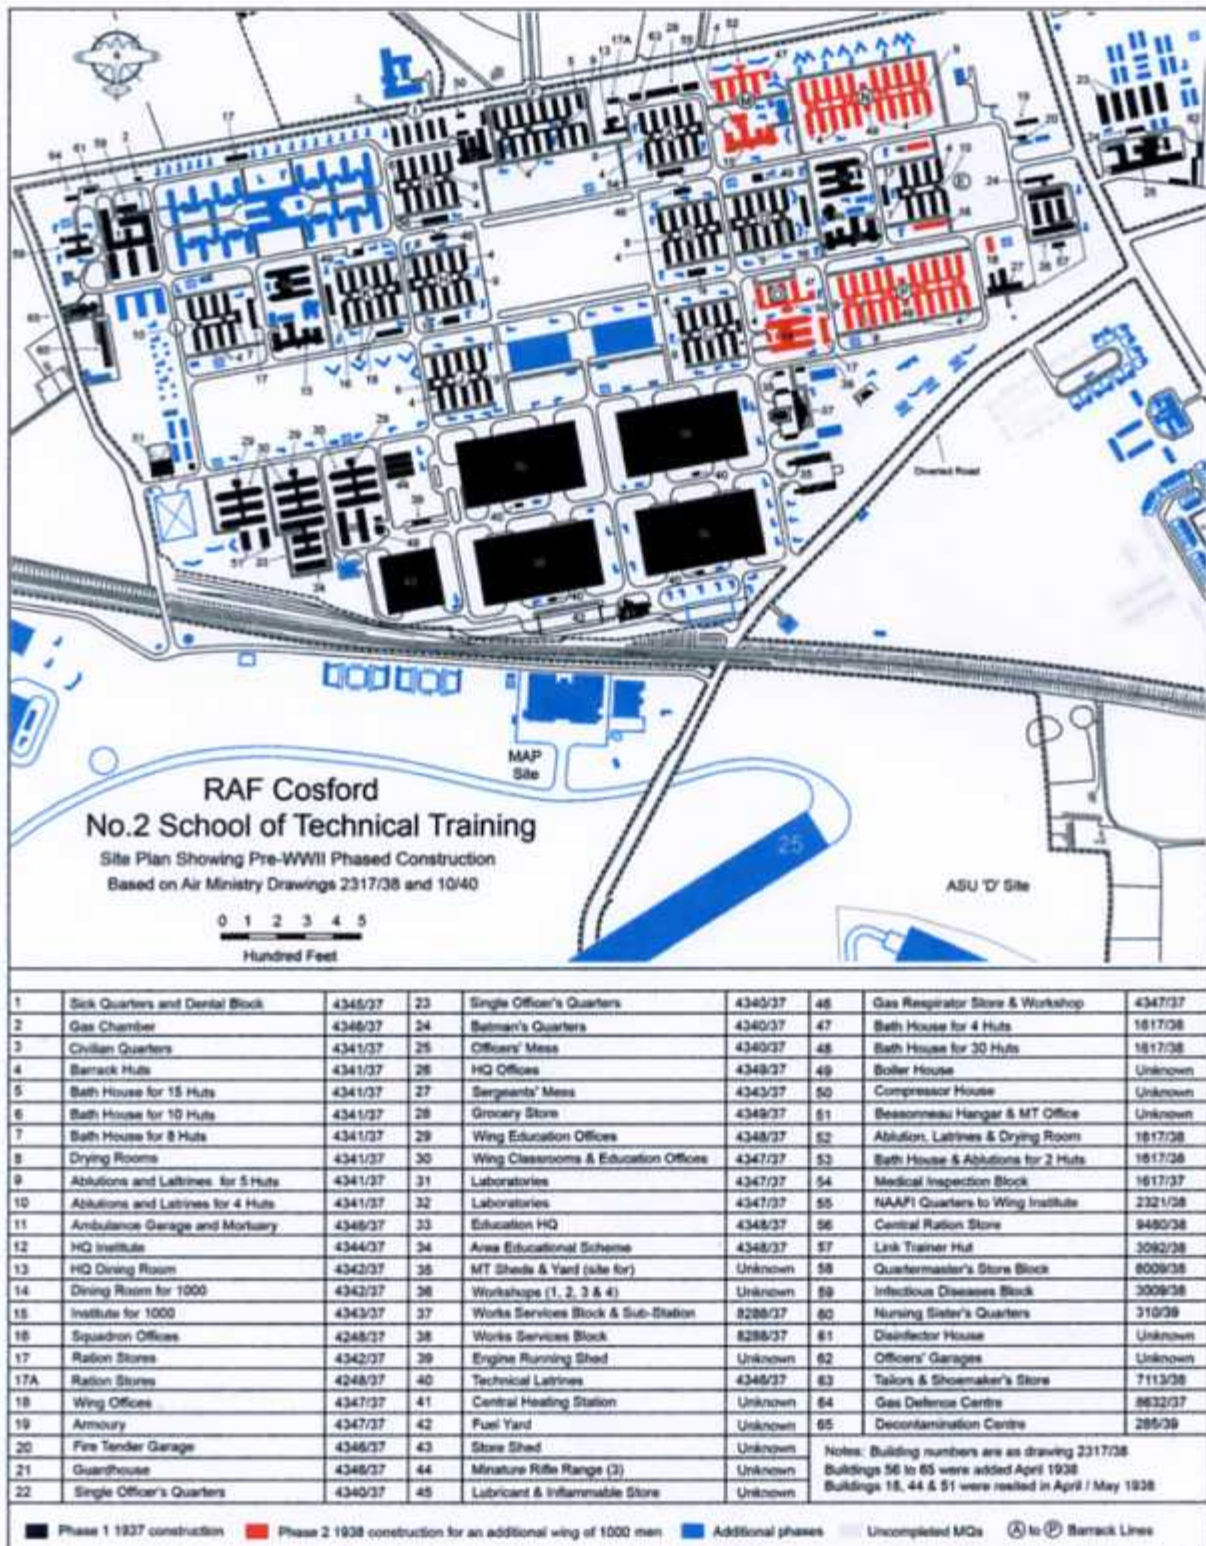 MAP
Site
Diverted Road
25
ASU 'D' Site
RAF Cosford
No.2 School of Technical Training
Site Plan Showing Pre-WWII Phased Construction
Based on Air Ministry Drawings 2317/38 and 10/40
0 1 2 3 4 5
Hundred Feet
1 Sick Quarters and Dental Block 4345/37 23 Single Officer's Quarters 4340/37 46 Gas Respirator Store & Workshop 4347/37
2 Gas Chamber 4346/37 24 Batman's Quarters 4340/37 47 Bath House for 4 Huts 1617/38
3 Civilian Quarters 4341/37 25 Officers' Mess 4340/37 48 Bath House for 30 Huts 1617/38
4 Barrack Huts 4341/37 26 HQ Offices 4349/37 49 Boiler House Unknown
5 Bath House for 15 Huts 4341/37 27 Sergeants' Mess 4343/37 50 Compressor House Unknown
6 Bath House for 10 Huts 4341/37 28 Grocery Store 4349/37 51 Bessonneau Hangar & MT Office Unknown
7 Bath House for 8 Huts 4341/37 29 Wing Education Offices 4348/37 52 Ablution, Latrines & Drying Room 1617/38
8 Drying Rooms 4341/37 30 Wing Classrooms & Education Offices 4347/37 53 Bath House & Ablutions for 2 Huts 1617/38
9 Ablutions and Laltrines for 5 Huts 4341/37 31 Laboratories 4347/37 54 Medical Inspection Block 1617/37
10 Ablutions and Latrines for 4 Huts 4341/37 32 Laboratories 4347/37 55 NAAFI Quarters to Wing Institute 2321/38
11 Ambulance Garage and Mortuary 4346/37 33 Education HQ 4348/37 56 Central Ration Store 9480/38
12 HQ Institute 4344/37 34 Area Educational Scheme 4348/37 57 Link Trainer Hut 3092/38
13 HQ Dining Room 4342/37 35 MT Sheds & Yard (site for) Unknown 58 Quartermaster's Store Block 6009/38
14 Dining Room for 1000 4342/37 36 Workshops (1, 2, 3 & 4) Unknown 59 Infectious Diseases Block 3009/38
15 Institute for 1000 4343/37 37 Works Services Block & Sub-Station 8288/37 60 Nursing Sister's Quarters 310/39
16 Squadron Offices 4248/37 38 Works Services Block 8288/37 61 Disinfector House Unknown
17 Ration Stores 4342/37 39 Engine Running Shed Unknown 62 Officers' Garages Unknown
17A Ration Stores 4248/37 40 Technical Latrines 4346/37 63 Tailors & Shoemaker's Store 7113/38
18 Wing Offices 4347/37 41 Central Heating Station Unknown 64 Gas Defence Centre 8632/37
19 Armoury 4347/37 42 Fuel Yard Unknown 65 Decontamination Centre 285/39
20 Fire Tender Garage 4346/37 43 Store Shed Unknown
21 Guardhouse 4346/37 44 Minature Rifle Range (3) Unknown
22 Single Officer's Quarters 4340/37 45 Lubricant & Inflammable Store Unknown
Notes: Building numbers are as drawing 2317/38
Buildings 56 to 65 were added April 1938
Buildings 18, 44 & 51 were resited in April / May 1938
Phase 1 1937 construction Phase 2 1938 construction for an additional wing of 1000 men Additional phases Uncompleted MQs A to P Barrack Lines